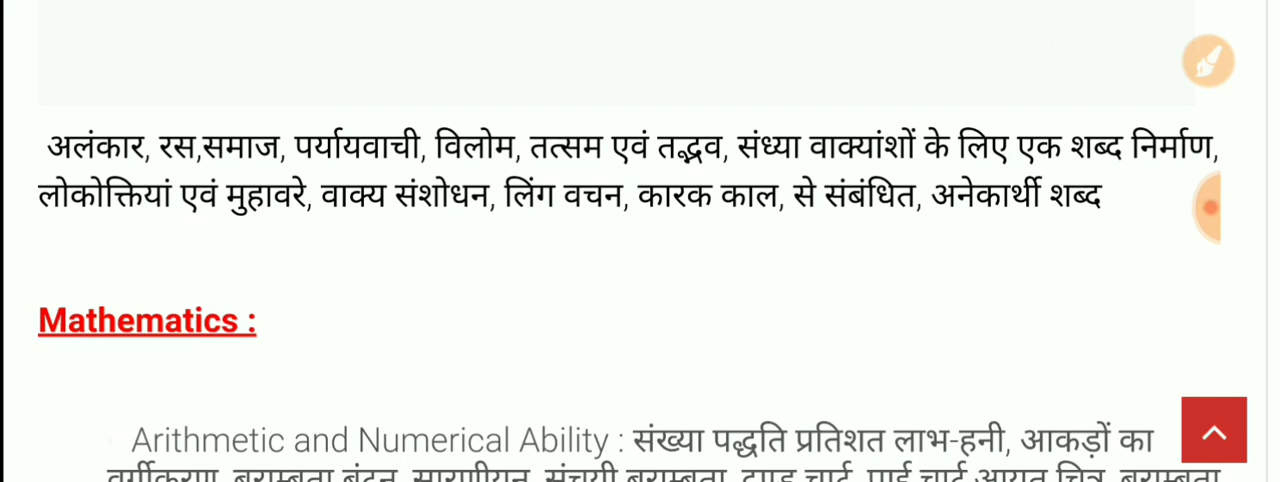 अलंकार, रस,समाज, पर्यायवाची, विलोम, तत्सम एवं तद्भव, संध्या वाक्यांशों के लिए एक शब्द निर्माण,
लोकोक्तियां एवं मुहावरे, वाक्य संशोधन, लिंग वचन, कारक काल, से संबंधित, अनेकार्थी शब्द
Mathematics :
Arithmetic and Numerical Ability : संख्या पद्धति प्रतिशत लाभ-हनी, आकड़ों का